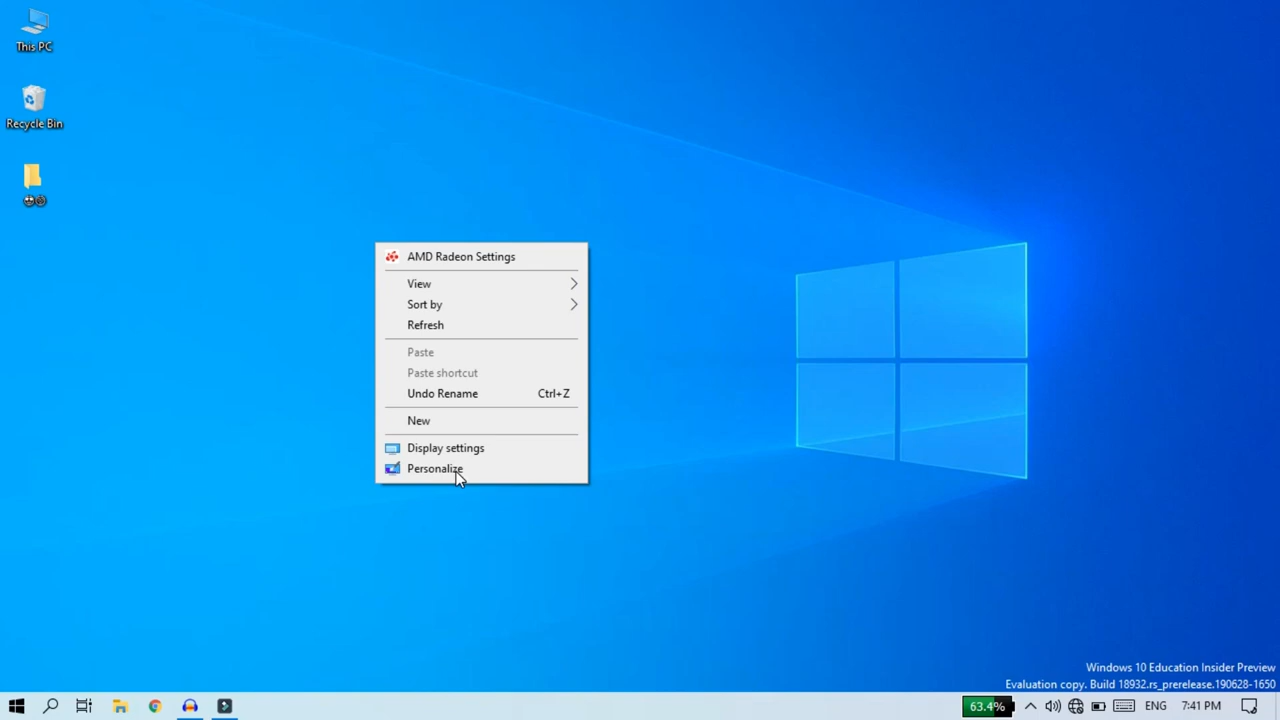 This PC
Recycle Bin
AMD Radeon Settings
View
Sort by
Refresh
Paste
Paste shortcut
Undo Rename Ctrl+Z
New
Display settings
Personalize
Windows 10 Education Insider Preview
Evaluation copy. Build 18932.rs_prerelease.190628-1650
63.4%
ENG
7:41 PM